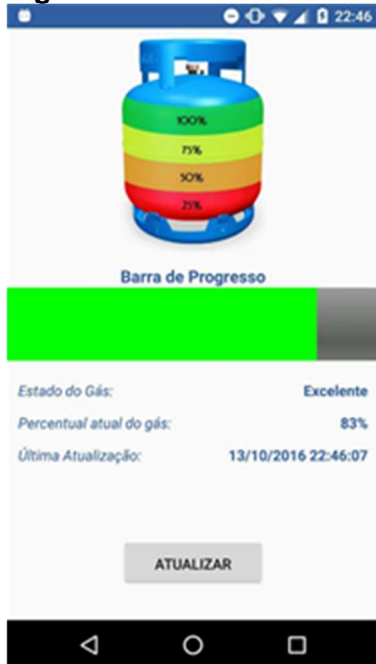 22:46
100%
75%
50%
25%
Barra de Progresso
Estado do Gás: Excelente
Percentual atual do gás: 83%
Última Atualização: 13/10/2016 22:46:07
ATUALIZAR